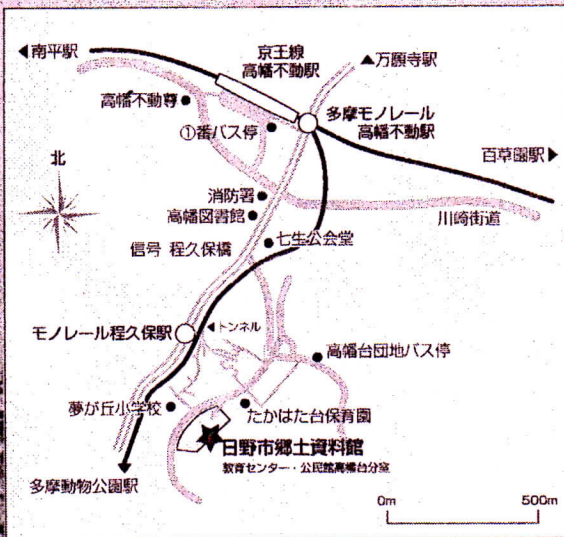 ◀南平駅
京王線
高幡不動駅
▲万願寺駅
高幡不動尊
①番バス停
多摩モノレール
高幡不動駅
百草園駅▶
北
消防署
高幡図書館
川崎街道
信号 程久保橋
七生公会堂
モノレール程久保駅
◀トンネル
高幡台団地バス停
夢が丘小学校
たかはた台保育園
日野市郷土資料館
教育センター・公民館高幡台分室
多摩動物公園駅
0m 500m